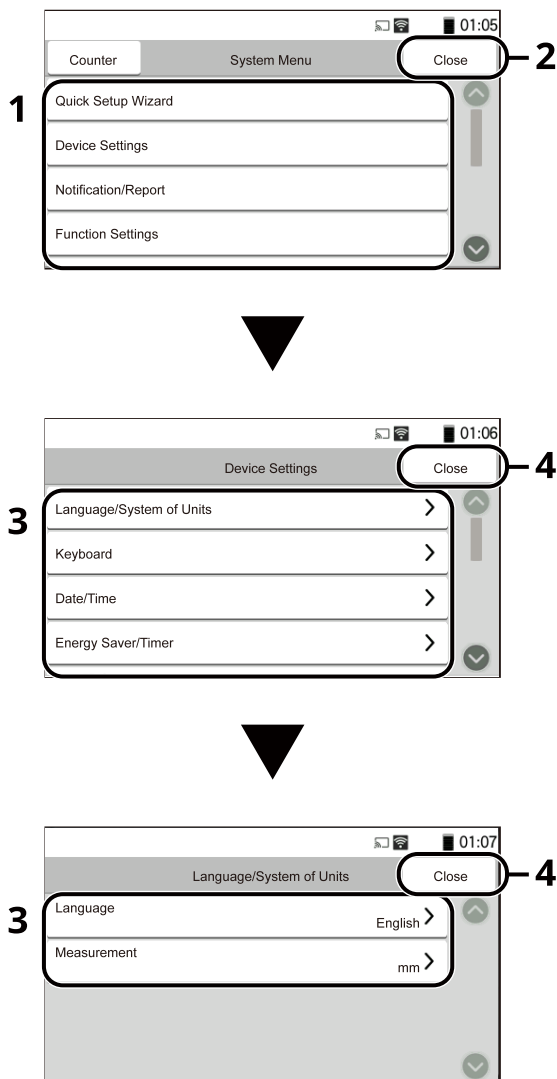 01:05
Counter System Menu Close 2
1
Quick Setup Wizard
Device Settings
Notification/Report
Function Settings
01:06
Device Settings Close 4
3
Language/System of Units
Keyboard
Date/Time
Energy Saver/Timer
01:07
Language/System of Units Close 4
3
Language English
Measurement mm